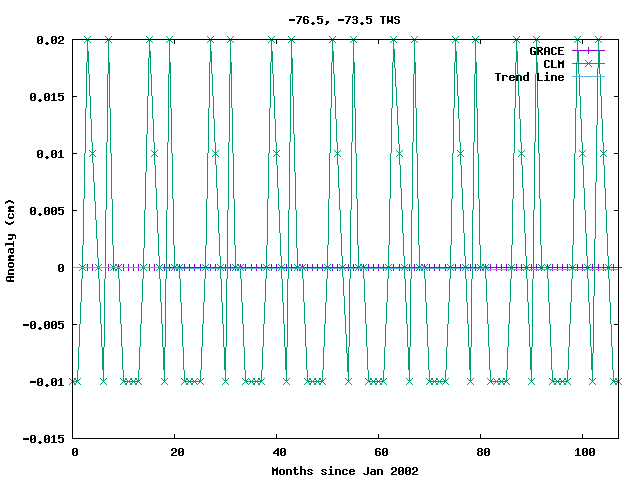 -76.5, -73.5 TWS
GRACE
CLM
Trend Line
0.02
0.015
0.01
0.005
0
-0.005
-0.01
-0.015
Anomaly (cm)
0 20 40 60 80 100
Months since Jan 2002